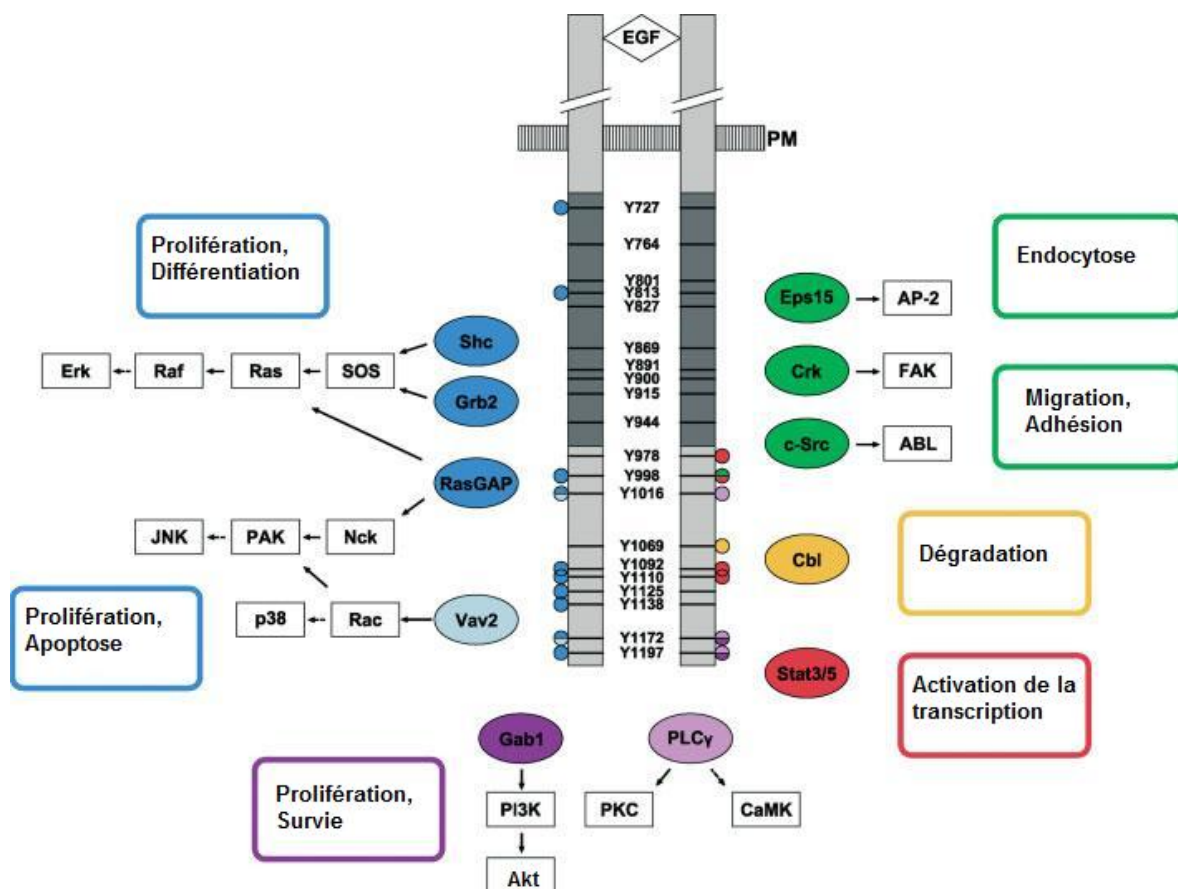 EGF
PM
Y727
Y764
Y801
Y813
Y827
Y869
Y891
Y900
Y915
Y944
Y978
Y998
Y1016
Y1069
Y1092
Y1110
Y1125
Y1138
Y1172
Y1197
Prolifération,
Différentiation
Shc
Erk
Raf
Ras
SOS
Grb2
RasGAP
JNK
PAK
Nck
Prolifération,
Apoptose
p38
Rac
Vav2
Eps15
AP-2
Endocytose
Crk
FAK
Migration,
Adhésion
c-Src
ABL
Cbl
Dégradation
Stat3/5
Activation de la
transcription
Prolifération,
Survie
Gab1
PI3K
Akt
PLCγ
PKC
CaMK